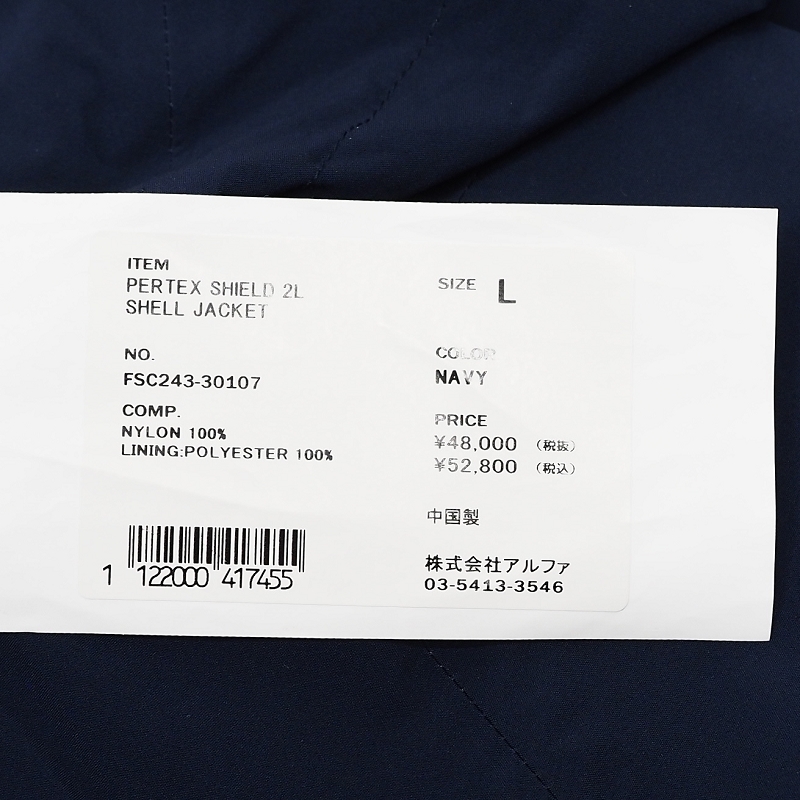 ITEM
PERTEX SHIELD 2L
SHELL JACKET
SIZE L
NO.
FSC243-30107
COLOR
NAVY
COMP.
NYLON 100%
LINING:POLYESTER 100%
PRICE
¥48,000 (税抜)
¥52,800 (税込)
中国製
株式会社アルファ
03-5413-3546
1 122000 417455